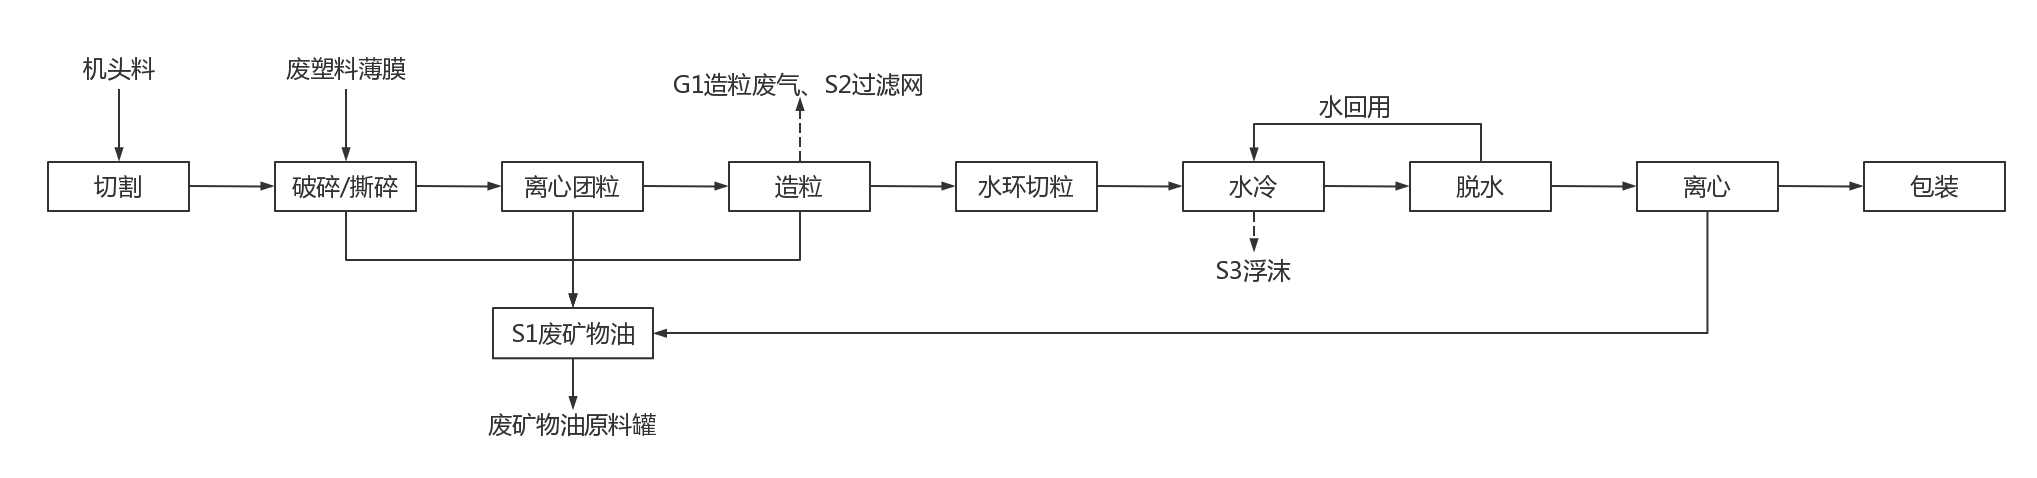 机头料
废塑料薄膜
G1造粒废气、S2过滤网
水回用
切割
破碎/撕碎
离心团粒
造粒
水环切粒
水冷
脱水
离心
包装
S3浮沫
S1废矿物油
废矿物油原料罐